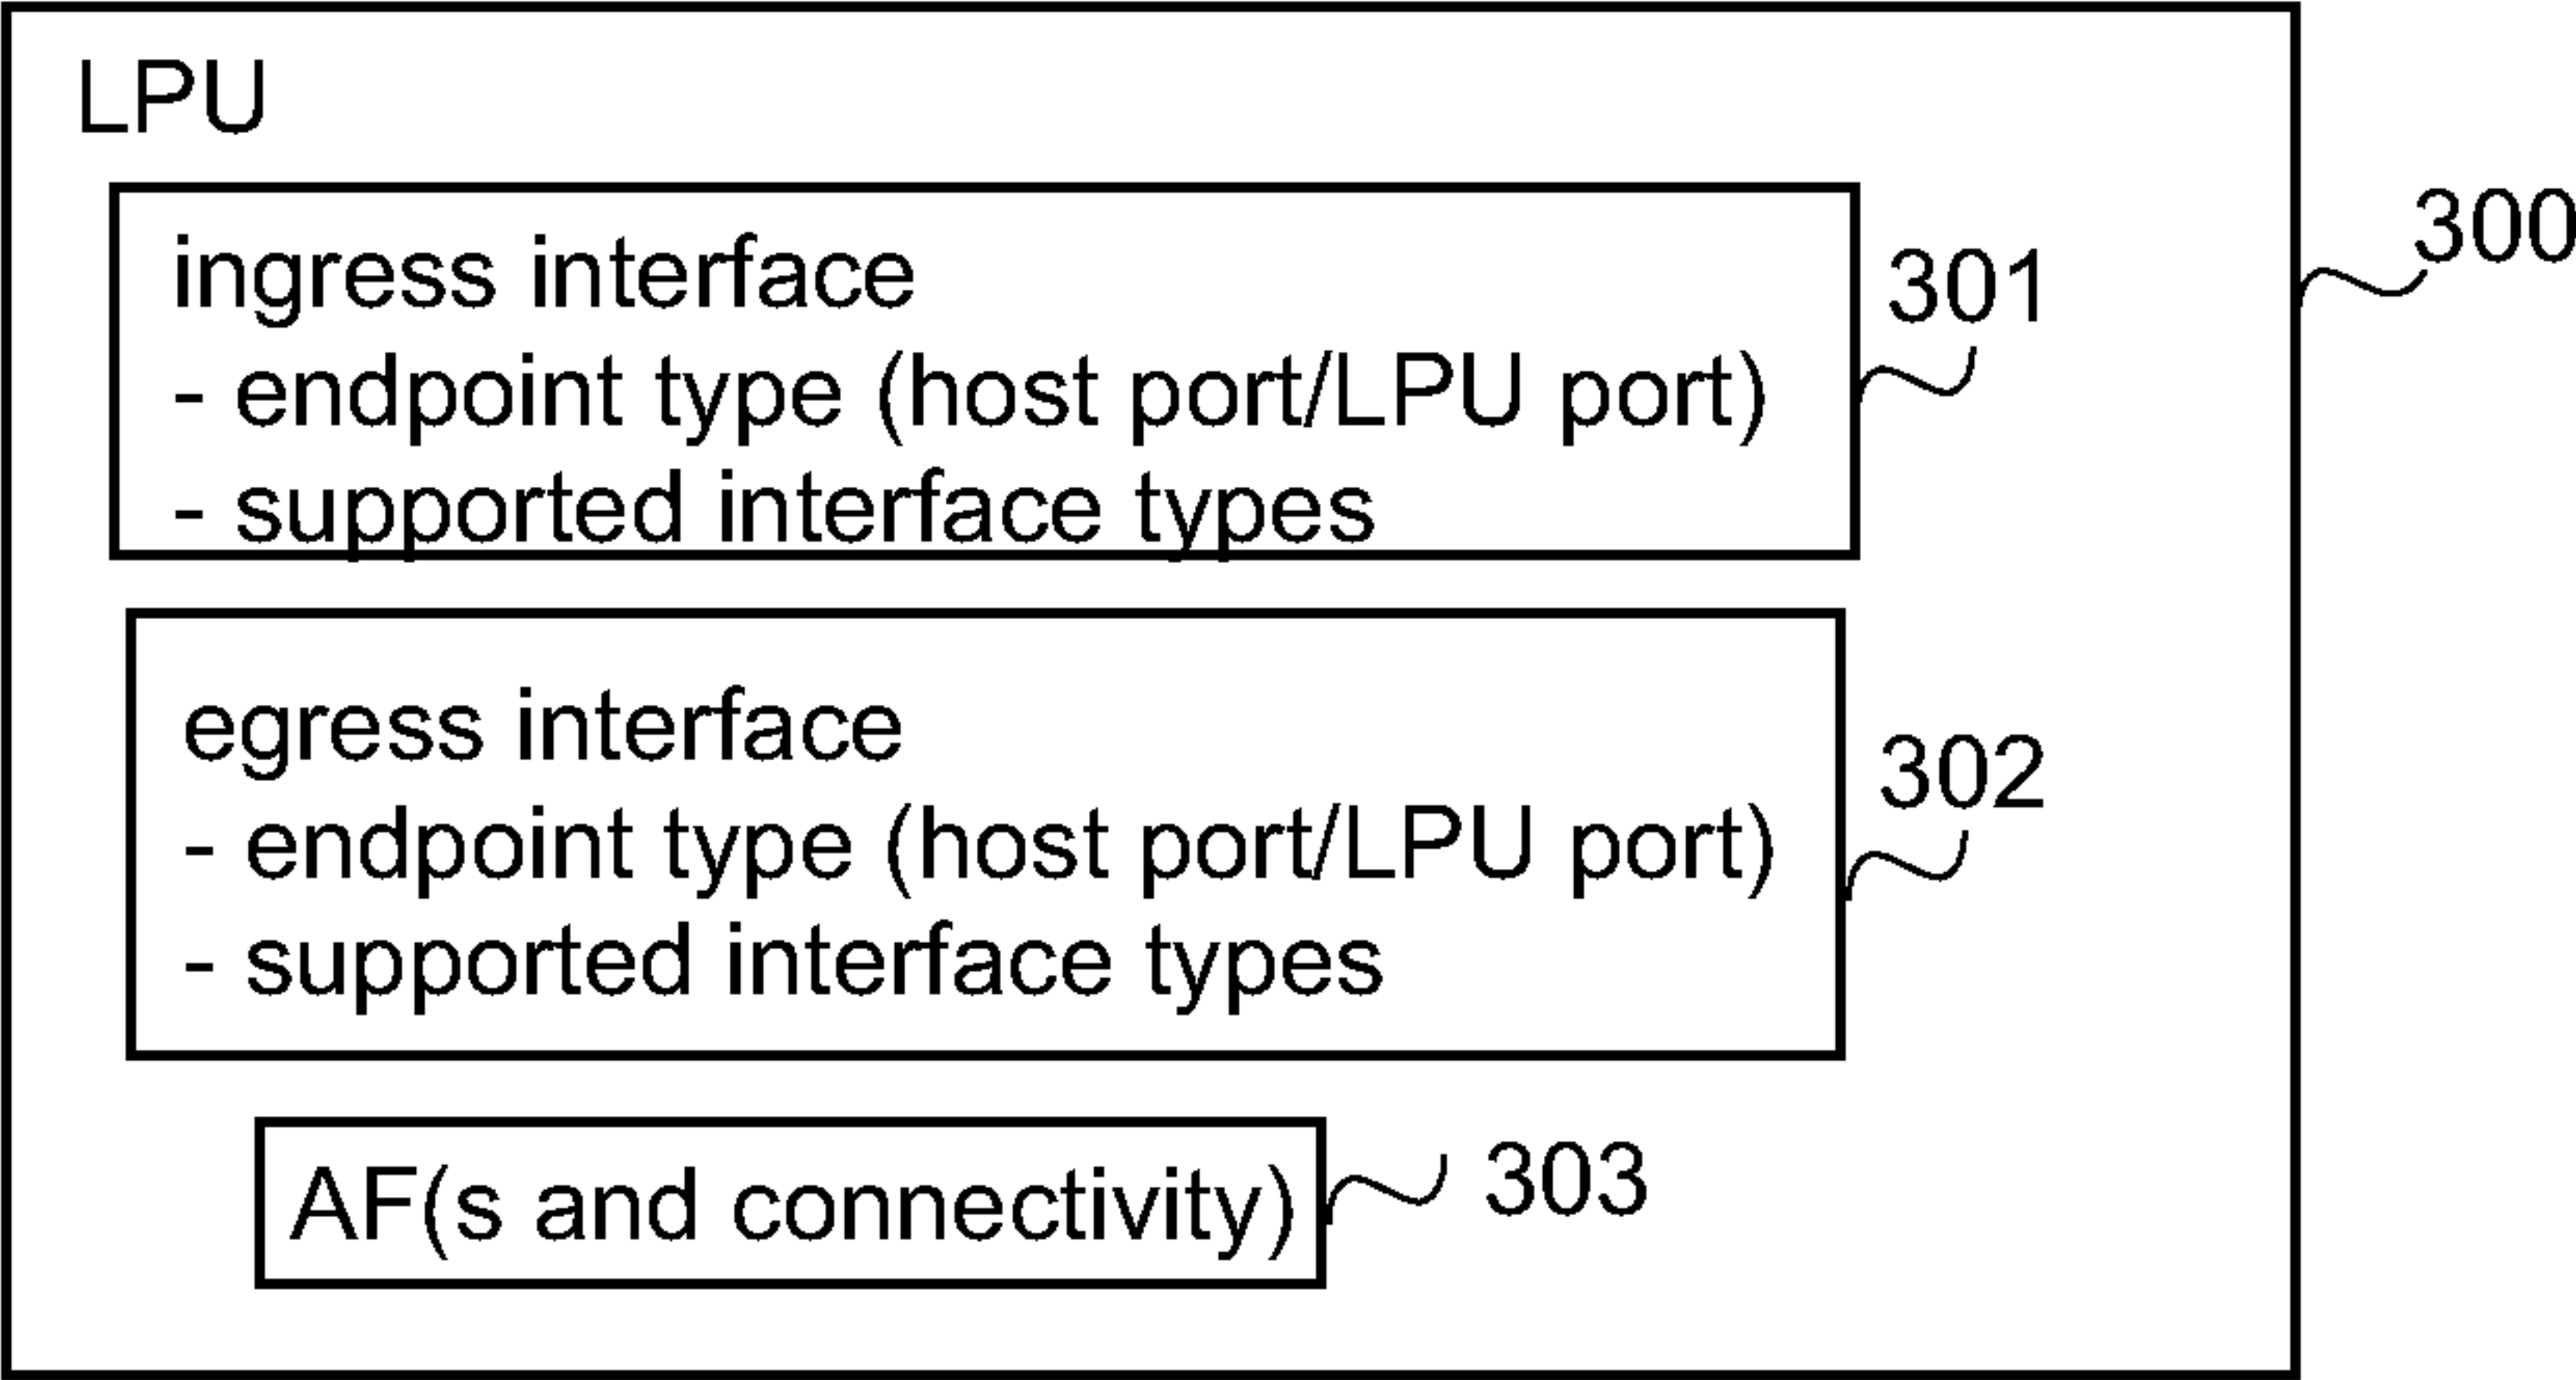 LPU
300
ingress interface
301
- endpoint type (host port/LPU port)
- supported interface types
egress interface
302
- endpoint type (host port/LPU port)
- supported interface types
AF(s and connectivity)
303